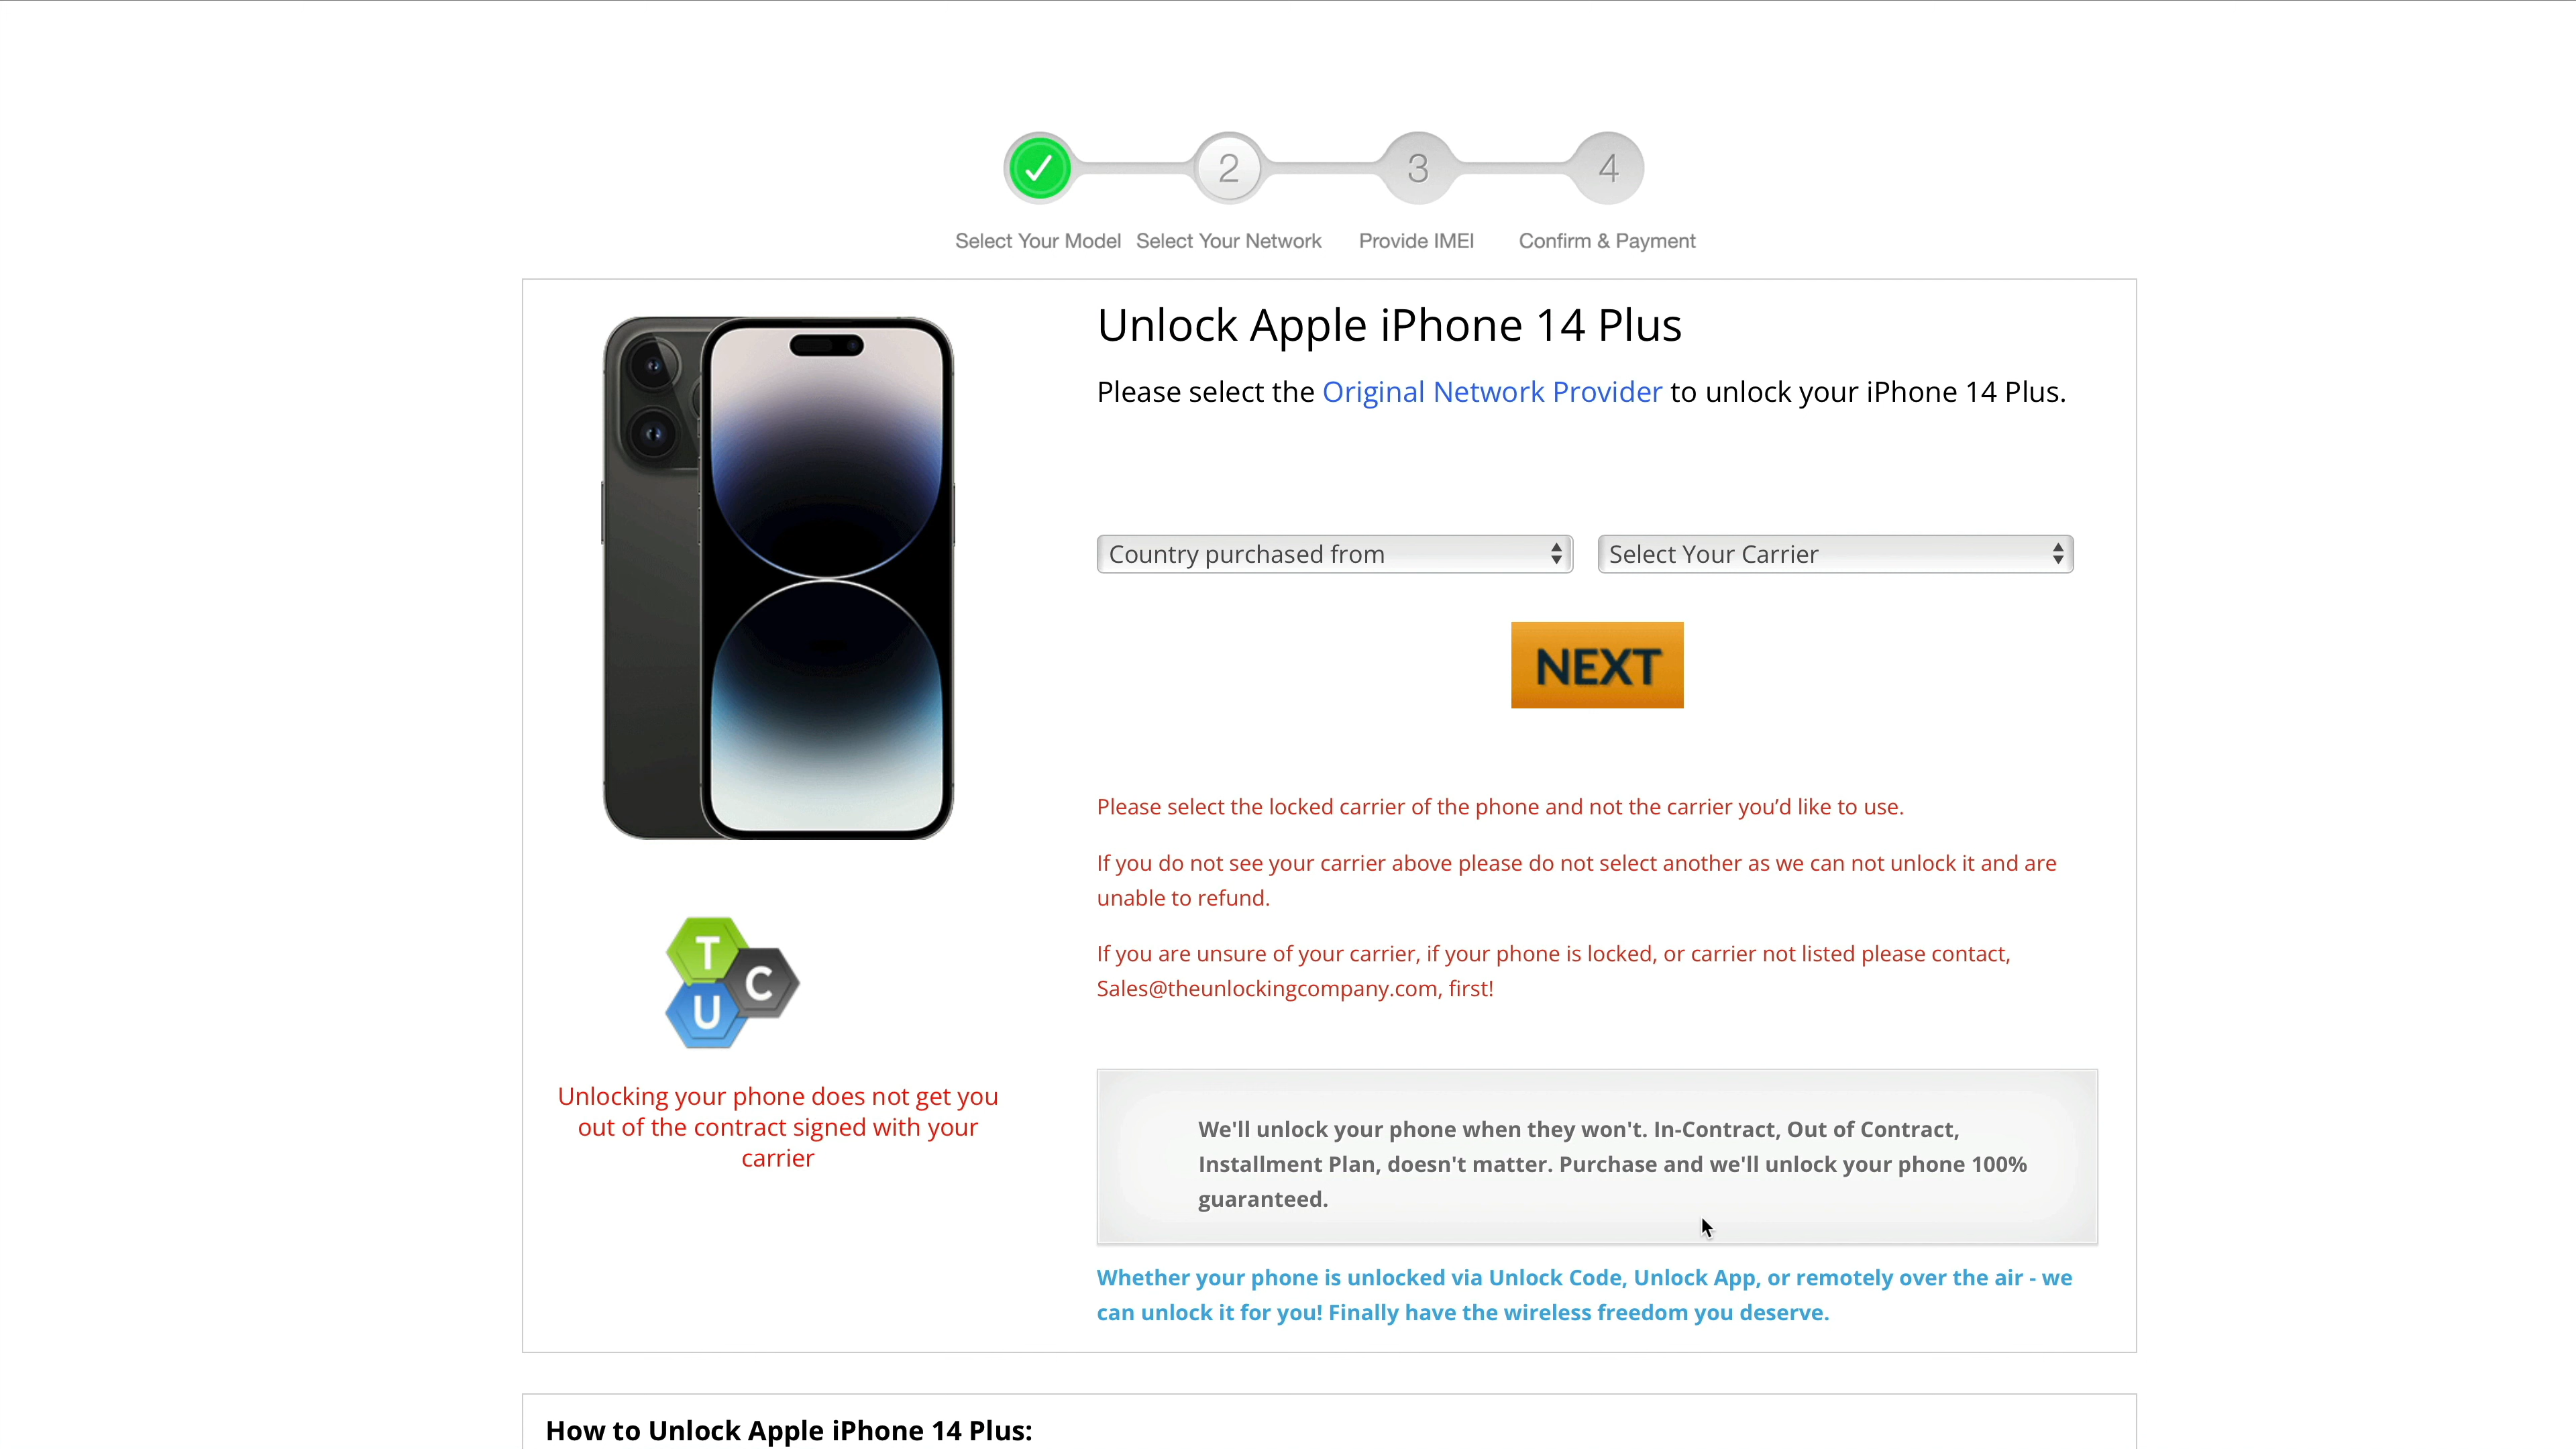 2
3
4
Select Your Model
Select Your Network
Provide IMEI
Confirm & Payment
Unlock Apple iPhone 14 Plus
Please select the Original Network Provider to unlock your iPhone 14 Plus.
Country purchased from
Select Your Carrier
NEXT
Please select the locked carrier of the phone and not the carrier you’d like to use.
If you do not see your carrier above please do not select another as we can not unlock it and are
unable to refund.
If you are unsure of your carrier, if your phone is locked, or carrier not listed please contact,
Sales@theunlockingcompany.com, first!
T
C
U
Unlocking your phone does not get you
out of the contract signed with your
carrier
We'll unlock your phone when they won't. In-Contract, Out of Contract,
Installment Plan, doesn't matter. Purchase and we'll unlock your phone 100%
guaranteed.
Whether your phone is unlocked via Unlock Code, Unlock App, or remotely over the air - we
can unlock it for you! Finally have the wireless freedom you deserve.
How to Unlock Apple iPhone 14 Plus: